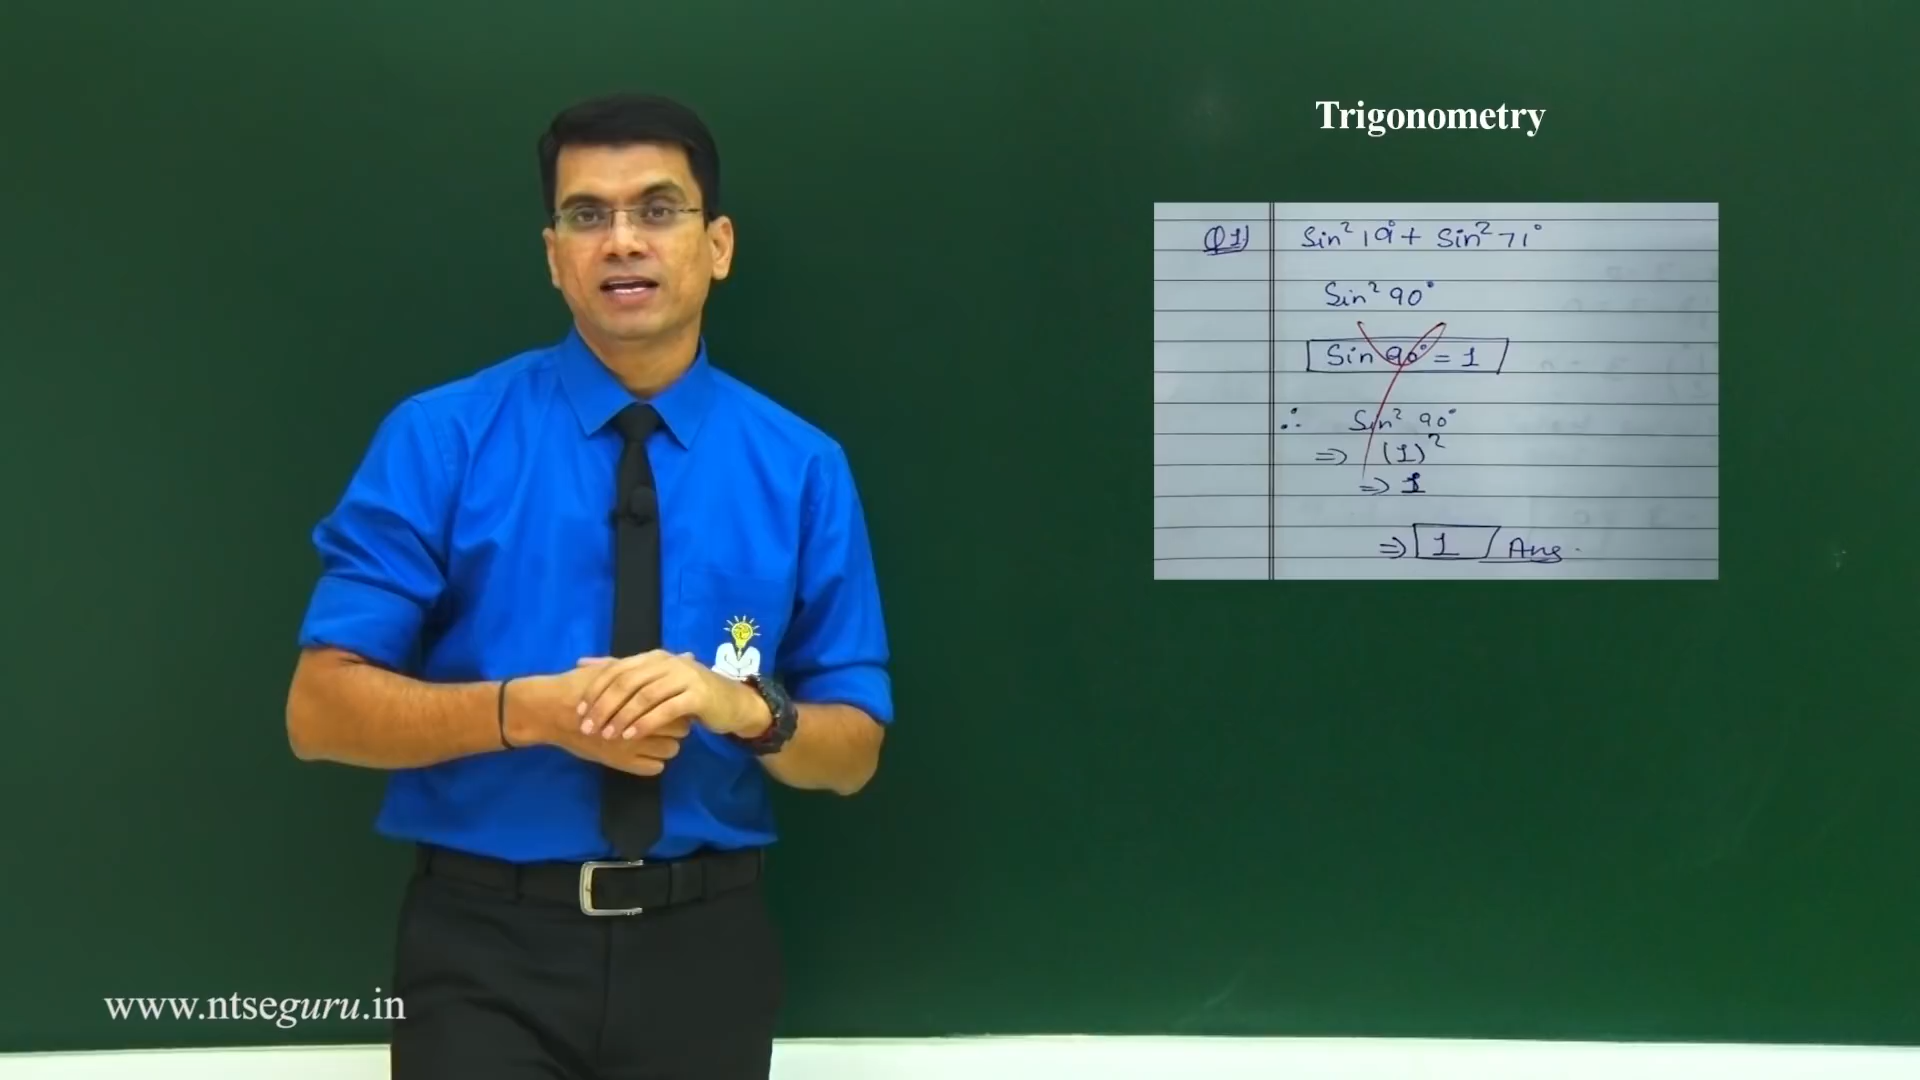 Trigonometry
Q1) Sin² 19° + Sin² 71°
Sin² 90°
Sin 90° = 1
∴ Sin² 90°
⇒ (1)²
⇒ 1
⇒ 1 Ans.
www.ntseguru.in